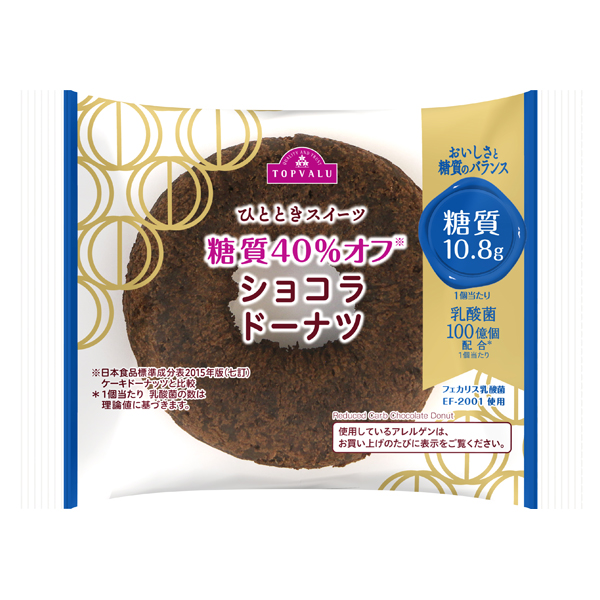 QUALITY AND TRUST
TOPVALU
ひとときスイーツ
糖質40%オフ※
ショコラ
ドーナツ
おいしさと
糖質のバランス
糖質
10.8g
1個当たり
乳酸菌
100億個
配合*
1個当たり
フェカリス乳酸菌
EF-2001 使用
※日本食品標準成分表2015年版(七訂)
ケーキドーナッツと比較
＊1個当たり 乳酸菌の数は
理論値に基づきます。
Reduced Carb Chocolate Donut
使用しているアレルゲンは、
お買い上げのたびに表示をご覧ください。